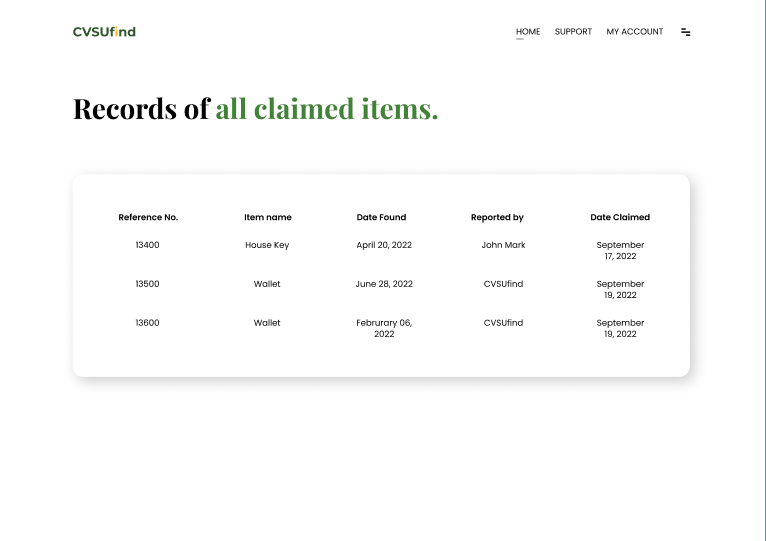 CVSUfind
HOME SUPPORT MY ACCOUNT
Records of all claimed items.
Reference No. Item name Date Found Reported by Date Claimed
13400 House Key April 20, 2022 John Mark September
17, 2022
13500 Wallet June 28, 2022 CVSUfind September
19, 2022
13600 Wallet Februrary 06, CVSUfind September
2022 19, 2022